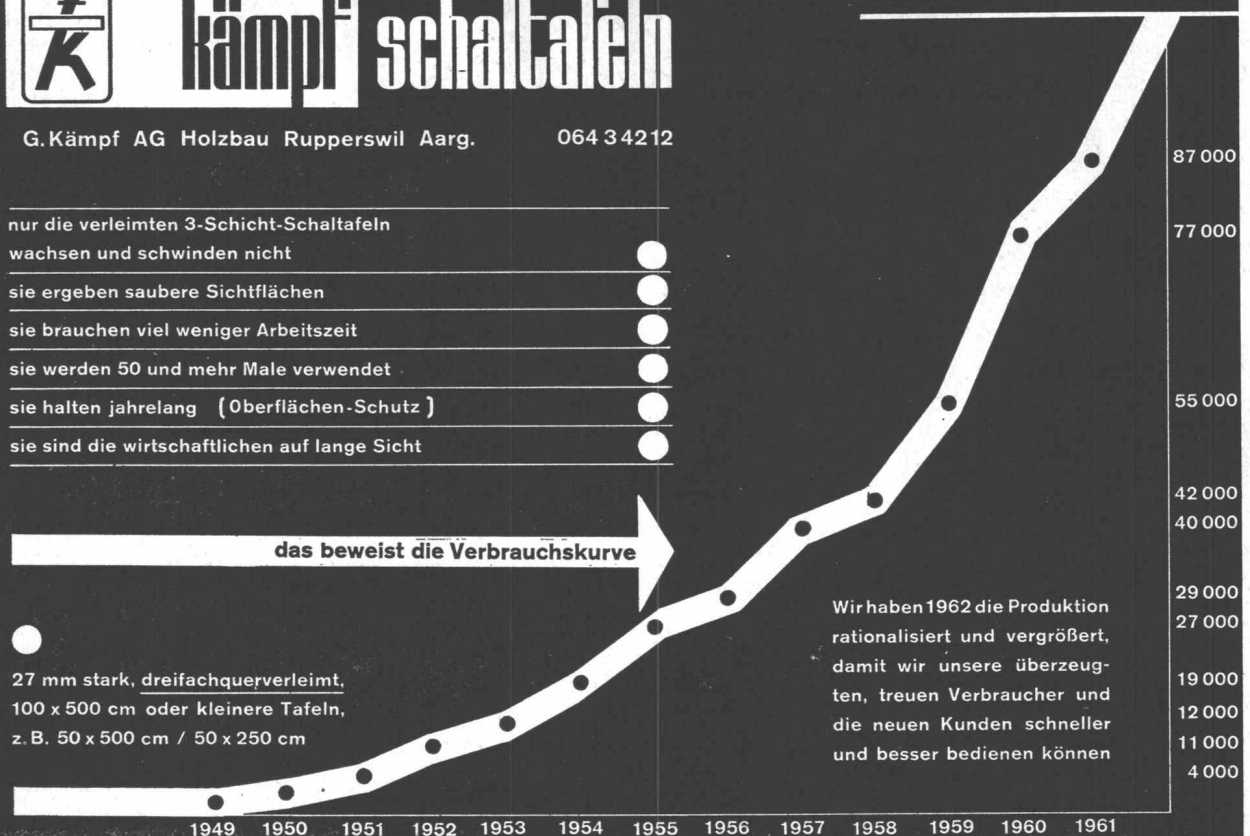 K
kämpf schaltafeln
G. Kämpf AG Holzbau Rupperswil Aarg. 064 3 42 12
nur die verleimten 3-Schicht-Schaltafeln
wachsen und schwinden nicht
sie ergeben saubere Sichtflächen
sie brauchen viel weniger Arbeitszeit
sie werden 50 und mehr Male verwendet
sie halten jahrelang (Oberflächen-Schutz)
sie sind die wirtschaftlichen auf lange Sicht
das beweist die Verbrauchskurve
27 mm stark, dreifachquerverleimt,
100 x 500 cm oder kleinere Tafeln,
z. B. 50 x 500 cm / 50 x 250 cm
Wir haben 1962 die Produktion
rationalisiert und vergrößert,
damit wir unsere überzeug-
ten, treuen Verbraucher und
die neuen Kunden schneller
und besser bedienen können
87 000
77 000
55 000
42 000
40 000
29 000
27 000
19 000
12 000
11 000
4 000
1949 1950 1951 1952 1953 1954 1955 1956 1957 1958 1959 1960 1961